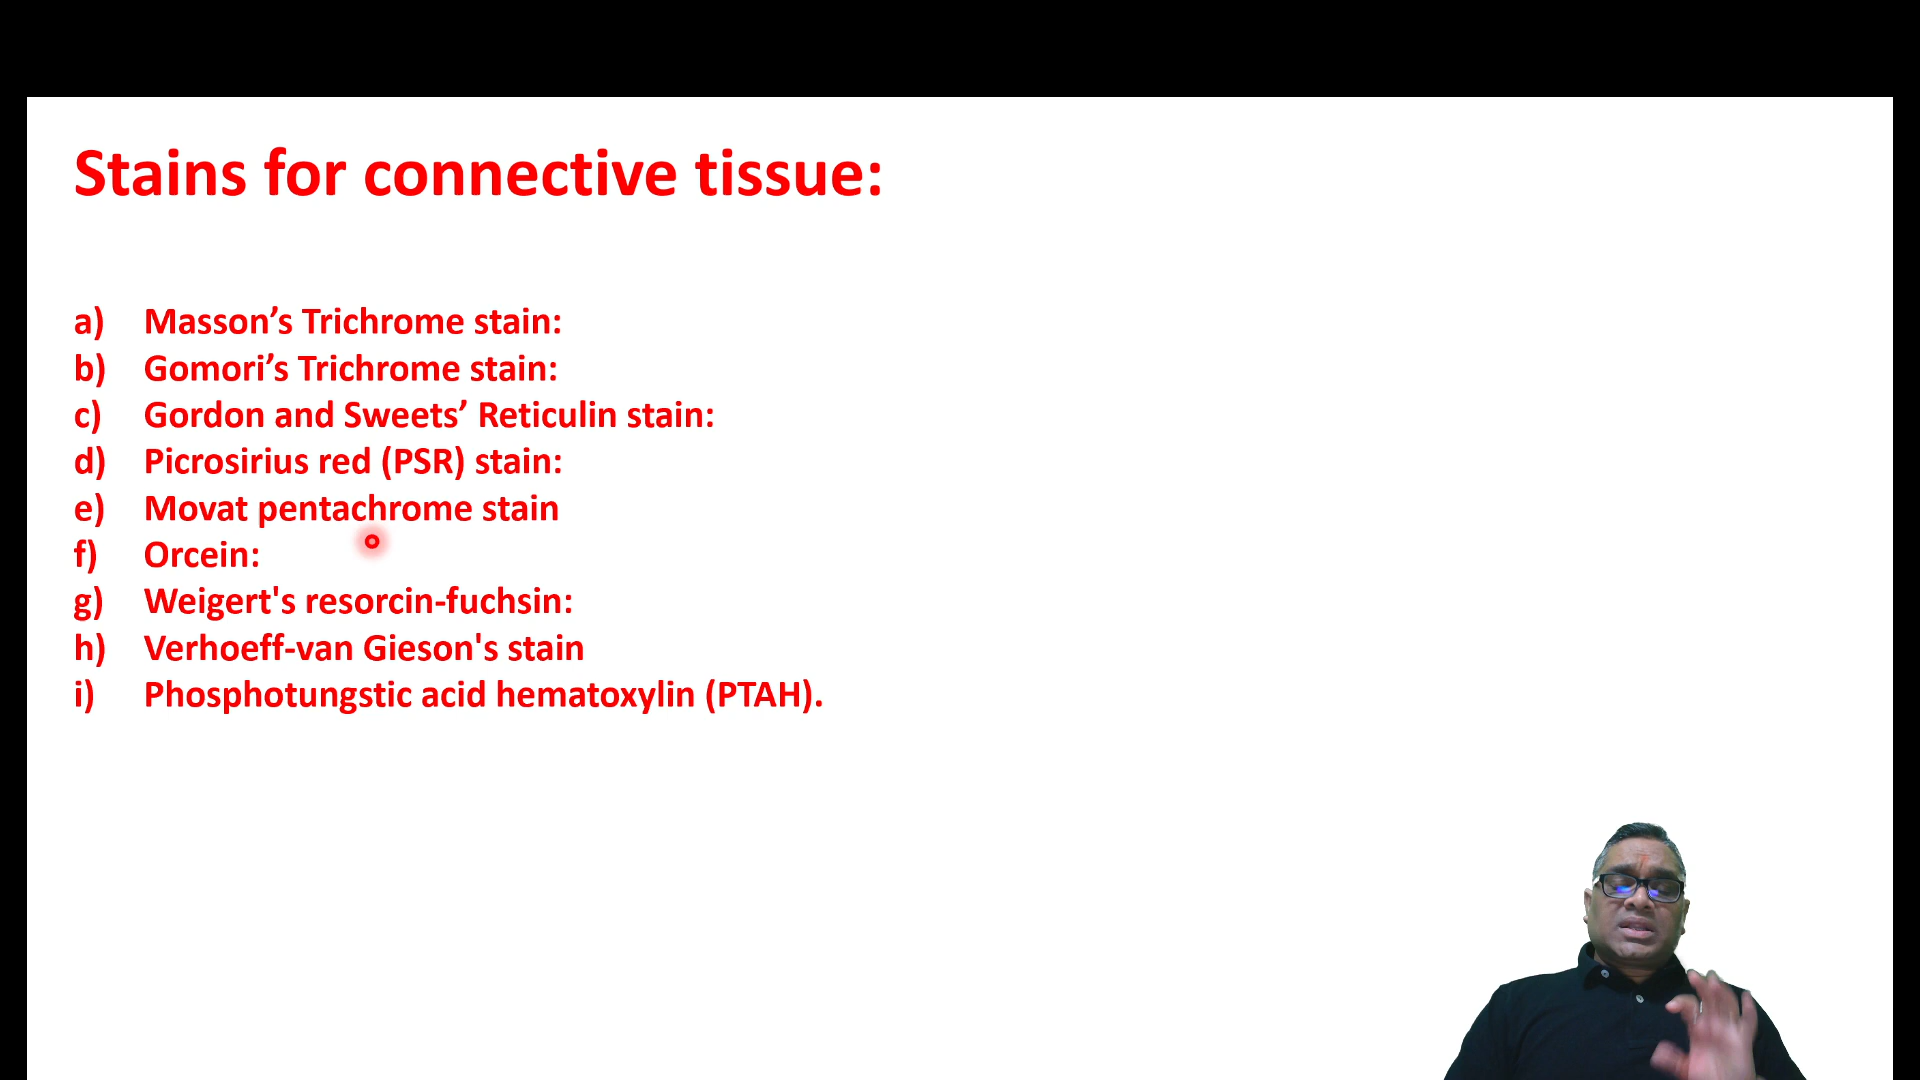 Stains for connective tissue:
a) Masson’s Trichrome stain:
b) Gomori’s Trichrome stain:
c) Gordon and Sweets’ Reticulin stain:
d) Picrosirius red (PSR) stain:
e) Movat pentachrome stain
f) Orcein:
g) Weigert's resorcin-fuchsin:
h) Verhoeff-van Gieson's stain
i) Phosphotungstic acid hematoxylin (PTAH).